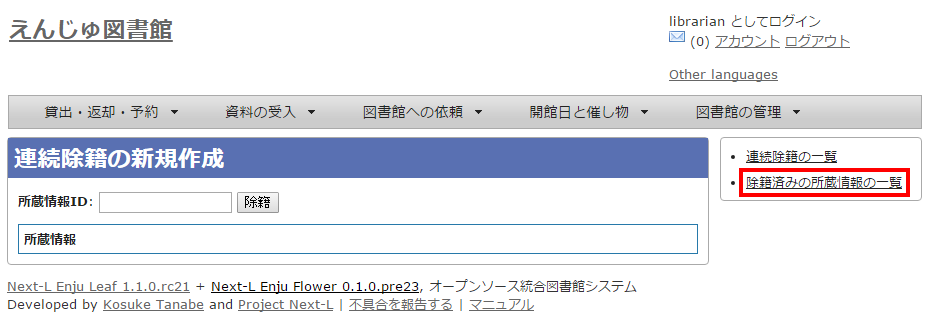 えんじゅ図書館
librarian としてログイン
(0) アカウント ログアウト
Other languages
貸出・返却・予約 資料の受入 図書館への依頼 開館日と催し物 図書館の管理
連続除籍の新規作成
所蔵情報ID: 除籍
所蔵情報
連続除籍の一覧
除籍済みの所蔵情報の一覧
Next-L Enju Leaf 1.1.0.rc21 + Next-L Enju Flower 0.1.0.pre23, オープンソース統合図書館システム
Developed by Kosuke Tanabe and Project Next-L | 不具合を報告する | マニュアル